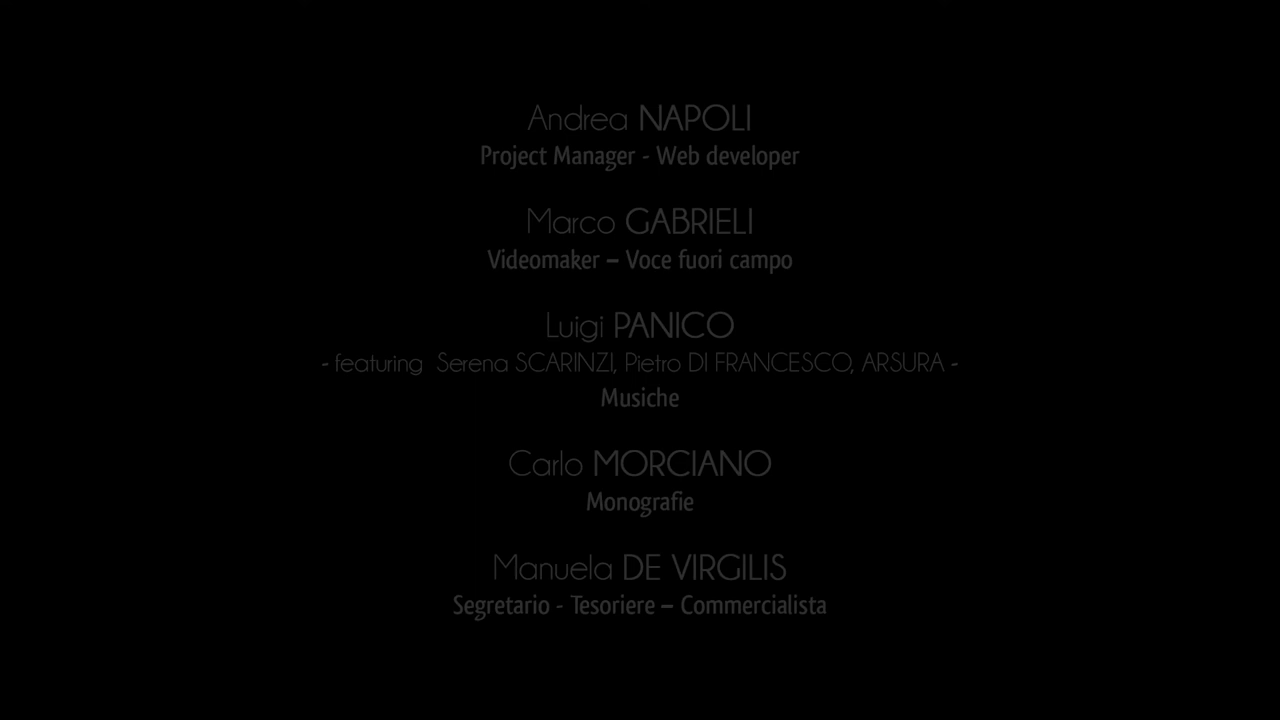 Andrea NAPOLI
Project Manager - Web developer
Marco GABRIELI
Videomaker – Voce fuori campo
Luigi PANICO
- featuring Serena SCARINZI, Pietro DI FRANCESCO, ARSURA -
Musiche
Carlo MORCIANO
Monografie
Manuela DE VIRGILIS
Segretario - Tesoriere – Commercialista